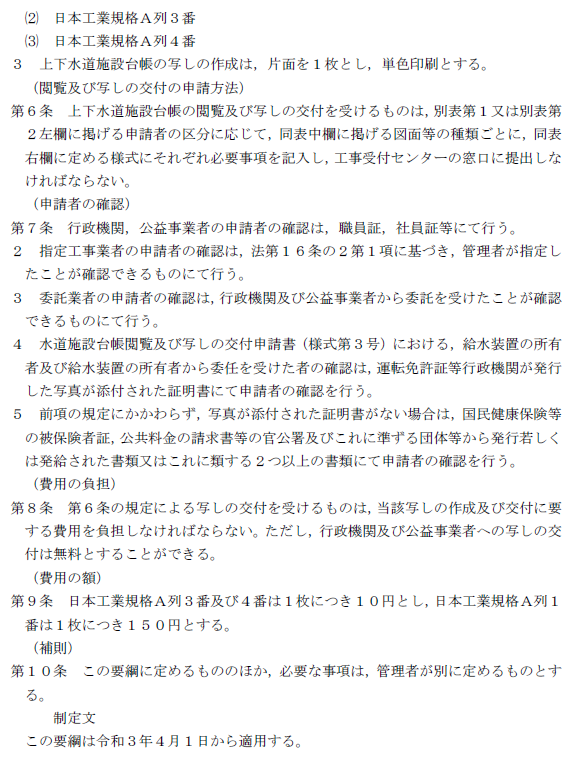 ⑵　日本工業規格Ａ列３番
⑶　日本工業規格Ａ列４番
３　上下水道施設台帳の写しの作成は，片面を１枚とし，単色印刷とする。
（閲覧及び写しの交付の申請方法）
第６条　上下水道施設台帳の閲覧及び写しの交付を受けるものは，別表第１又は別表第
２左欄に掲げる申請者の区分に応じて，同表中欄に掲げる図面等の種類ごとに，同表
右欄に定める様式にそれぞれ必要事項を記入し，工事受付センターの窓口に提出しな
ければならない。
（申請者の確認）
第７条　行政機関，公益事業者の申請者の確認は，職員証，社員証等にて行う。
２　指定工事業者の申請者の確認は，法第１６条の２第１項に基づき，管理者が指定し
たことが確認できるものにて行う。
３　委託業者の申請者の確認は，行政機関及び公益事業者から委託を受けたことが確認
できるものにて行う。
４　水道施設台帳閲覧及び写しの交付申請書（様式第３号）における，給水装置の所有
者及び給水装置の所有者から委任を受けた者の確認は，運転免許証等行政機関が発行
した写真が添付された証明書にて申請者の確認を行う。
５　前項の規定にかかわらず，写真が添付された証明書がない場合は，国民健康保険等
の被保険者証，公共料金の請求書等の官公署及びこれに準ずる団体等から発行若しく
は発給された書類又はこれに類する２つ以上の書類にて申請者の確認を行う。
（費用の負担）
第８条　第６条の規定による写しの交付を受けるものは，当該写しの作成及び交付に要
する費用を負担しなければならない。ただし，行政機関及び公益事業者への写しの交
付は無料とすることができる。
（費用の額）
第９条　日本工業規格Ａ列３番及び４番は１枚につき１０円とし，日本工業規格Ａ列１
番は１枚につき１５０円とする。
（補則）
第１０条　この要綱に定めるもののほか，必要な事項は，管理者が別に定めるものとす
る。
制定文
この要綱は令和３年４月１日から適用する。